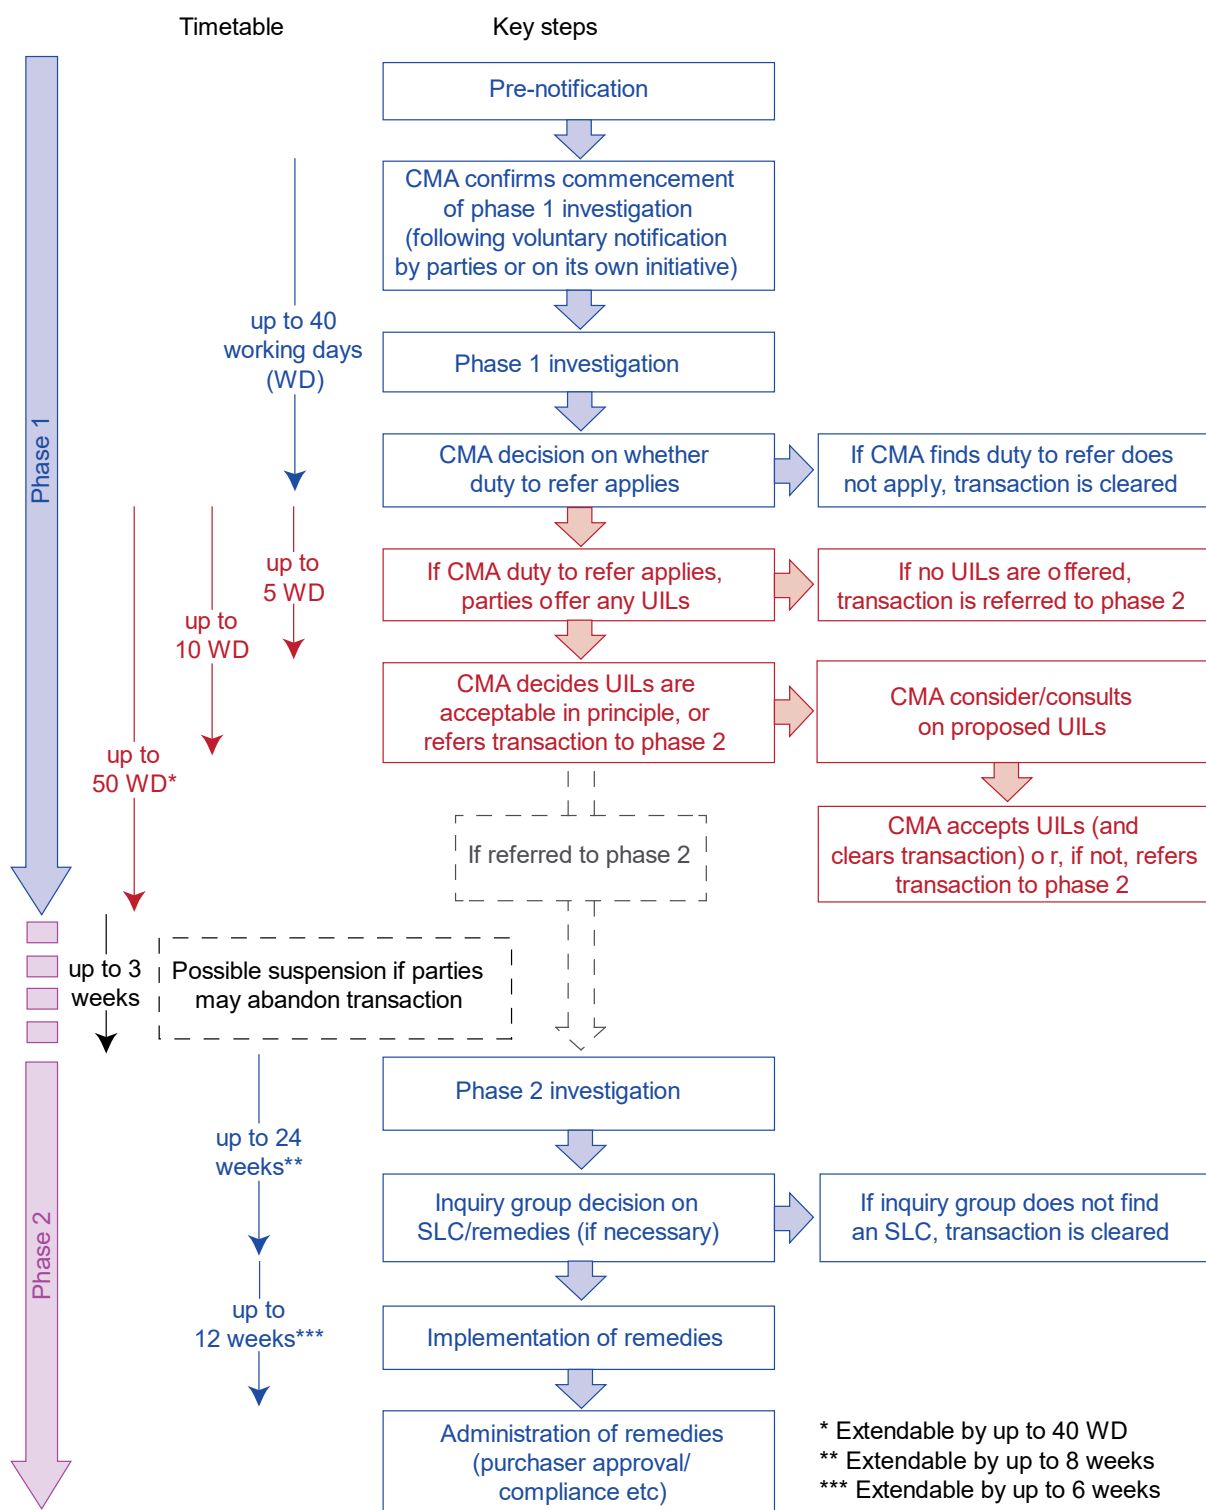 Timetable
Key steps
Pre-notification
CMA confirms commencement
of phase 1 investigation
(following voluntary notification
by parties or on its own initiative)
up to 40
working days
(WD)
Phase 1 investigation
Phase 1
CMA decision on whether
duty to refer applies
If CMA finds duty to refer does
not apply, transaction is cleared
up to
5 WD
up to
10 WD
up to
50 WD*
If CMA duty to refer applies,
parties offer any UILs
If no UILs are offered,
transaction is referred to phase 2
CMA decides UILs are
acceptable in principle, or
refers transaction to phase 2
CMA consider/consults
on proposed UILs
If referred to phase 2
CMA accepts UILs (and
clears transaction) or, if not, refers
transaction to phase 2
up to 3
weeks
Possible suspension if parties
may abandon transaction
Phase 2 investigation
up to 24
weeks**
Phase 2
Inquiry group decision on
SLC/remedies (if necessary)
If inquiry group does not find
an SLC, transaction is cleared
up to
12 weeks***
Implementation of remedies
Administration of remedies
(purchaser approval/
compliance etc)
* Extendable by up to 40 WD
** Extendable by up to 8 weeks
*** Extendable by up to 6 weeks